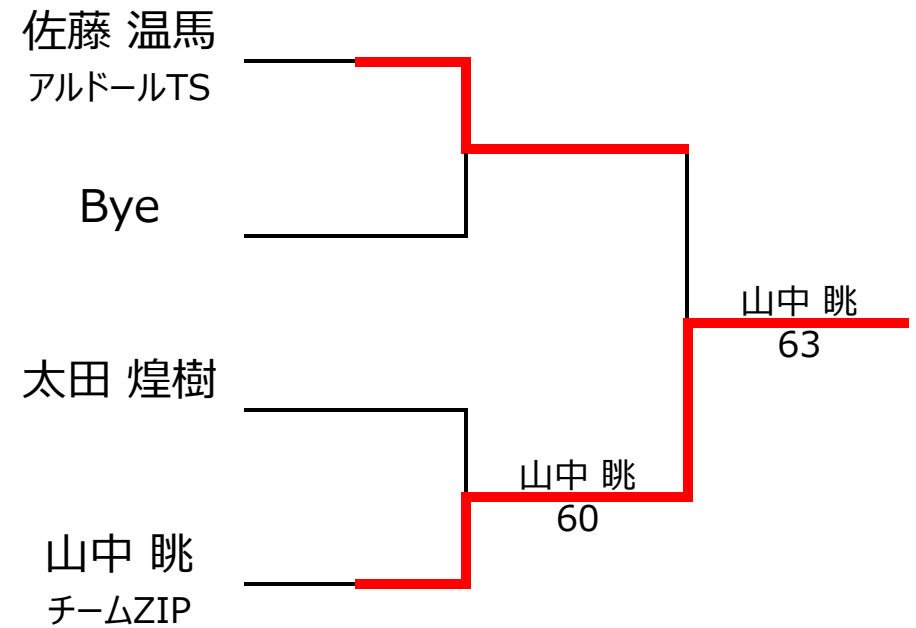 佐藤 温馬
アルドールTS
Bye
山中 眺
63
太田 煌樹
山中 眺
60
山中 眺
チームZIP